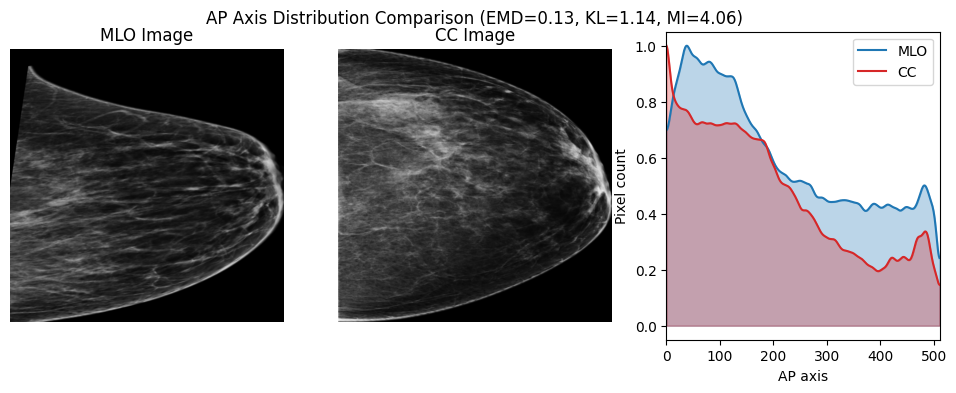 AP Axis Distribution Comparison (EMD=0.13, KL=1.14, MI=4.06)
MLO Image
CC Image
MLO
CC
Pixel count
1.0
0.8
0.6
0.4
0.2
0.0
0 100 200 300 400 500
AP axis